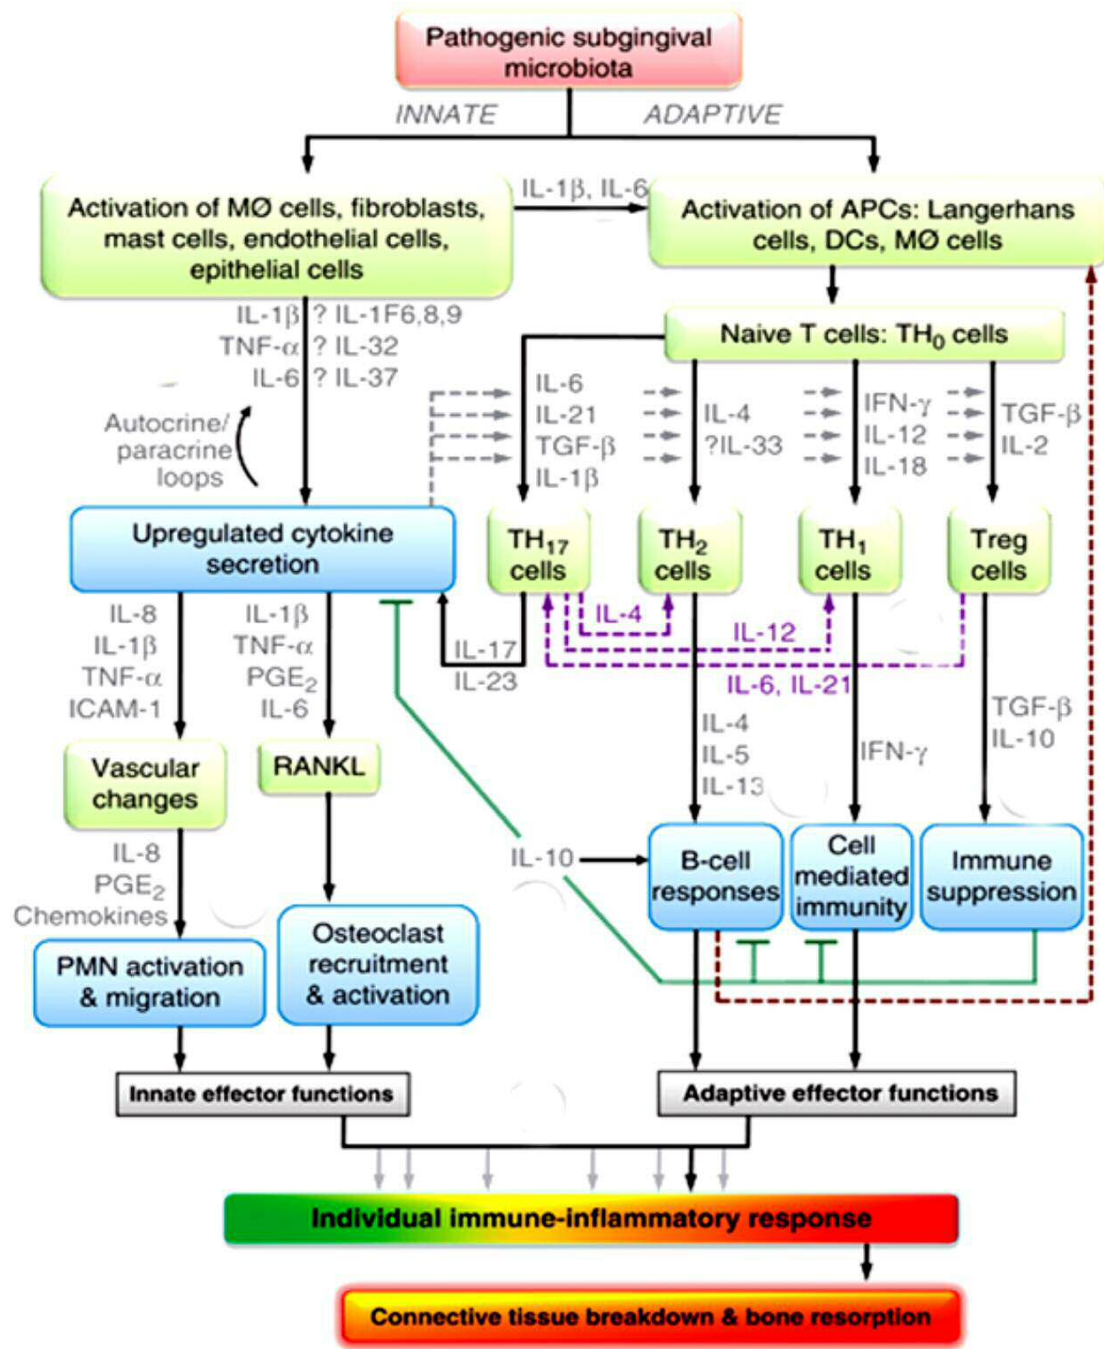 Pathogenic subgingival
microbiota
INNATE
ADAPTIVE
Activation of MØ cells, fibroblasts,
mast cells, endothelial cells,
epithelial cells
IL-1β, IL-6
Activation of APCs: Langerhans
cells, DCs, MØ cells
IL-1β ? IL-1F6,8,9
TNF-α ? IL-32
IL-6 ? IL-37
Naive T cells: TH₀ cells
Autocrine/
paracrine
loops
IL-6
IL-21
TGF-β
IL-1β
IL-4
?IL-33
IFN-γ
IL-12
IL-18
TGF-β
IL-2
Upregulated cytokine
secretion
TH₁₇
cells
TH₂
cells
TH₁
cells
Treg
cells
IL-8
IL-1β
TNF-α
ICAM-1
IL-1β
TNF-α
PGE₂
IL-6
IL-17
IL-23
IL-4
IL-12
IL-6, IL-21
IL-4
IL-5
IL-13
IFN-γ
TGF-β
IL-10
Vascular
changes
RANKL
IL-8
PGE₂
Chemokines
IL-10
B-cell
responses
Cell
mediated
immunity
Immune
suppression
PMN activation
& migration
Osteoclast
recruitment
& activation
Innate effector functions
Adaptive effector functions
Individual immune-inflammatory response
Connective tissue breakdown & bone resorption